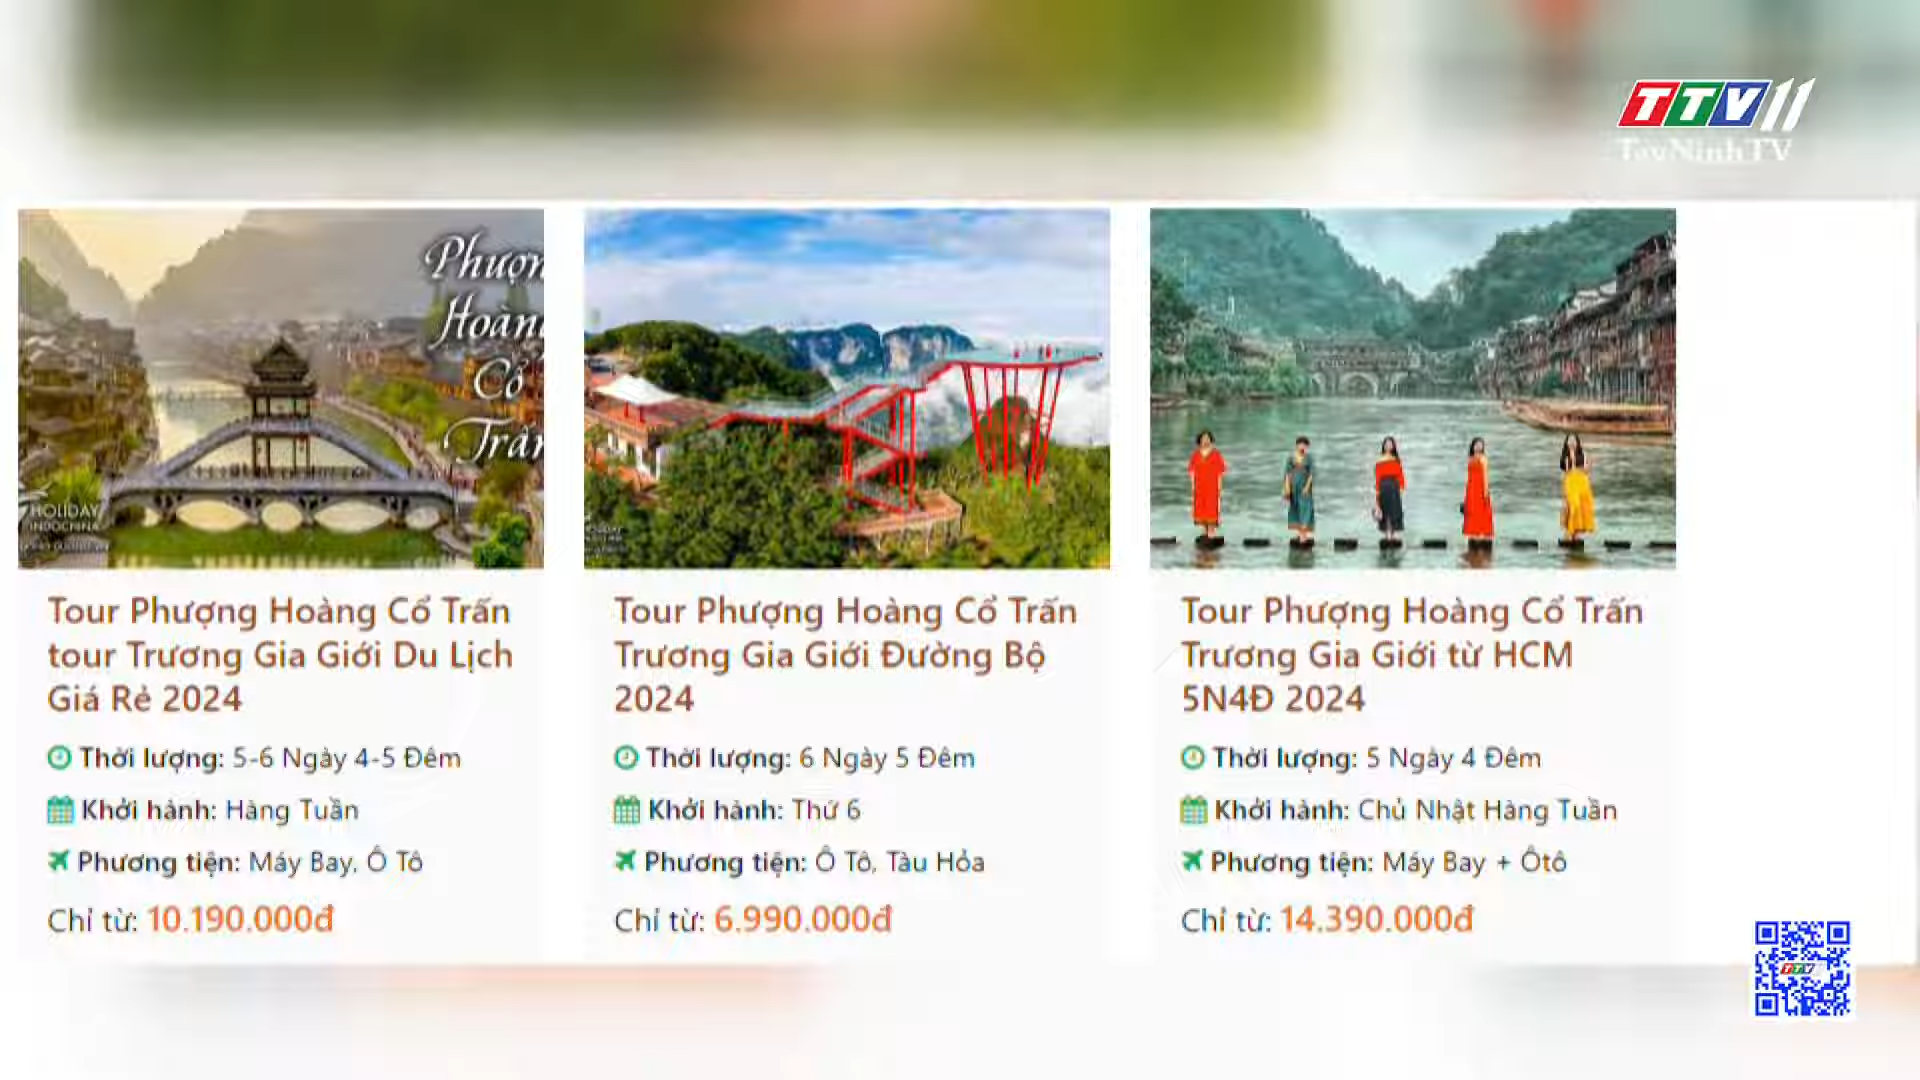 TTV11
TayNinhTV
Hoàng
Cổ
HOLIDAY
INDOCHINA
Tour Phượng Hoàng Cổ Trấn
tour Trương Gia Giới Du Lịch
Giá Rẻ 2024
Thời lượng: 5-6 Ngày 4-5 Đêm
Khởi hành: Hàng Tuần
Phương tiện: Máy Bay, Ô Tô
Chỉ từ: 10.190.000đ
Tour Phượng Hoàng Cổ Trấn
Trương Gia Giới Đường Bộ
2024
Thời lượng: 6 Ngày 5 Đêm
Khởi hành: Thứ 6
Phương tiện: Ô Tô, Tàu Hỏa
Chỉ từ: 6.990.000đ
Tour Phượng Hoàng Cổ Trấn
Trương Gia Giới từ HCM
5N4Đ 2024
Thời lượng: 5 Ngày 4 Đêm
Khởi hành: Chủ Nhật Hàng Tuần
Phương tiện: Máy Bay + Ôtô
Chỉ từ: 14.390.000đ
TTV